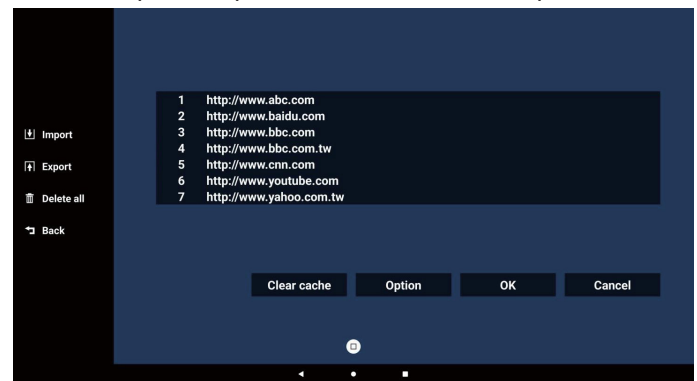 1 http://www.abc.com
2 http://www.baidu.com
3 http://www.bbc.com
4 http://www.bbc.com.tw
5 http://www.cnn.com
6 http://www.youtube.com
7 http://www.yahoo.com.tw
Import
Export
Delete all
Back
Clear cache Option OK Cancel